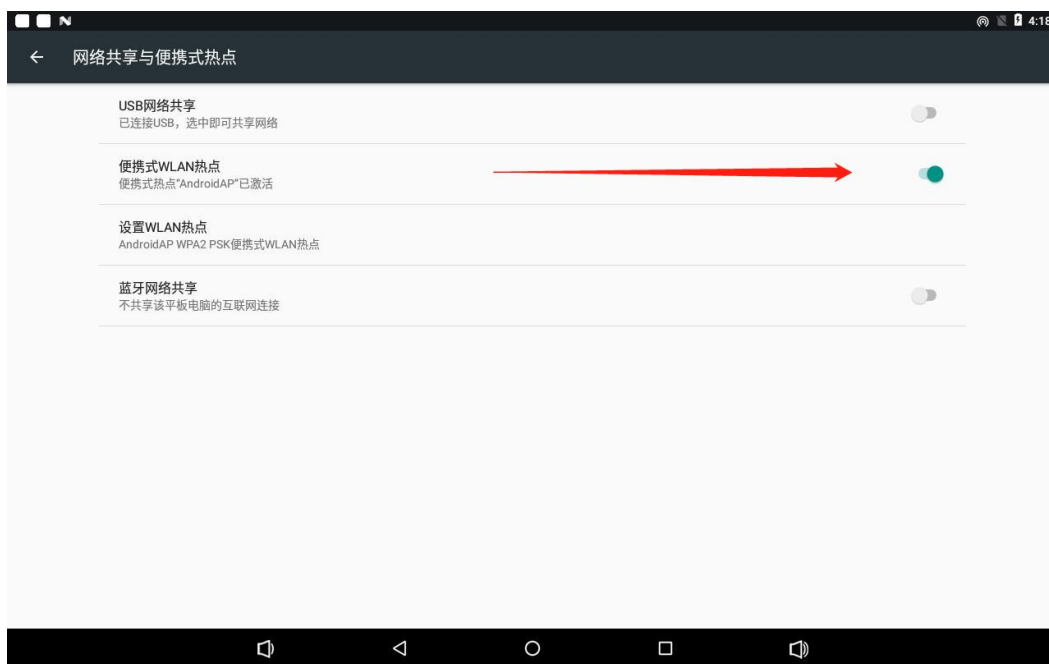 4:18
网络共享与便携式热点
USB网络共享
已连接USB，选中即可共享网络
便携式WLAN热点
便携式热点"AndroidAP"已激活
设置WLAN热点
AndroidAP WPA2 PSK便携式WLAN热点
蓝牙网络共享
不共享该平板电脑的互联网连接